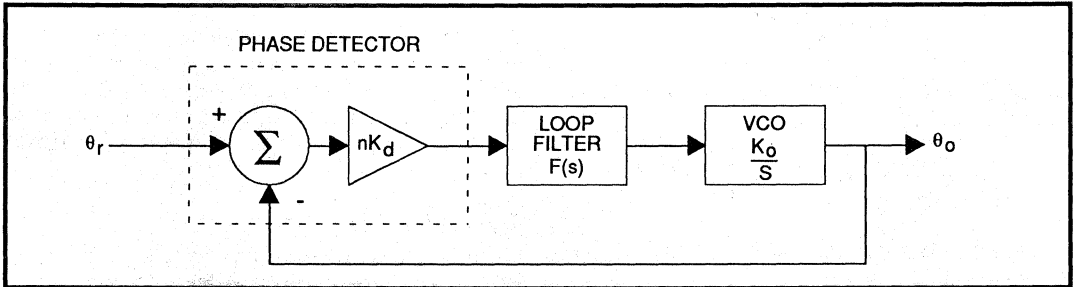 PHASE DETECTOR
θr
+
Σ
-
nKd
LOOP
FILTER
F(s)
VCO
Ko
S
θo